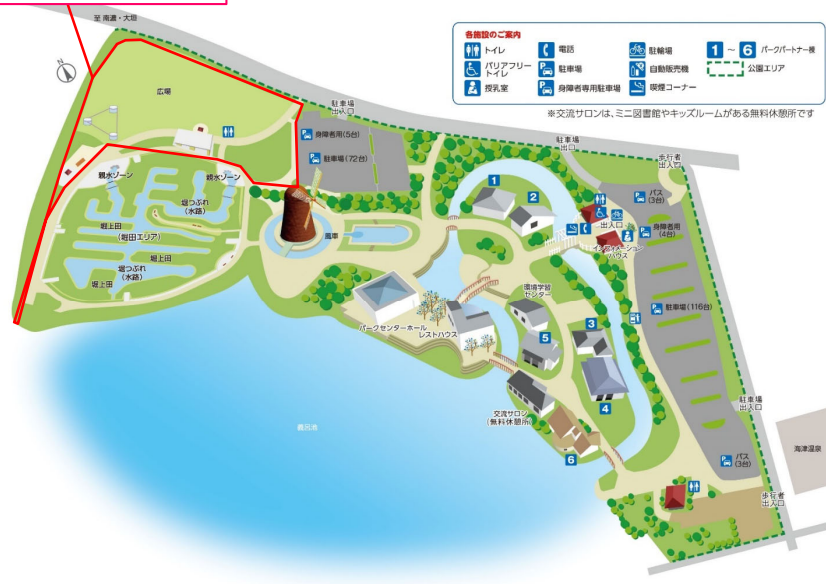 至 南濃・大垣
各施設のご案内
トイレ
電話
駐輪場
1 ～ 6 パークパートナー棟
バリアフリー
トイレ
駐車場
自動販売機
公園エリア
授乳室
身障者専用駐車場
喫煙コーナー
※交流サロンは、ミニ図書館やキッズルームがある無料休憩所です
広場
駐車場
出入口
身障者用(5台)
駐車場(72台)
駐車場
出口
歩行者
出入口
親水ゾーン
親水ゾーン
堀つぶれ
(水路)
堀上田
(堀田エリア)
堀上田
堀つぶれ
(水路)
堀上田
風車
1
2
出入口
インフォメーション
ハウス
バス
(3台)
身障者用
(4台)
駐車場(116台)
環境学習
センター
パークセンターホール
レストハウス
3
5
4
交流サロン
(無料休憩所)
6
駐車場
出入口
バス
(3台)
海津温泉
歩行者
出入口